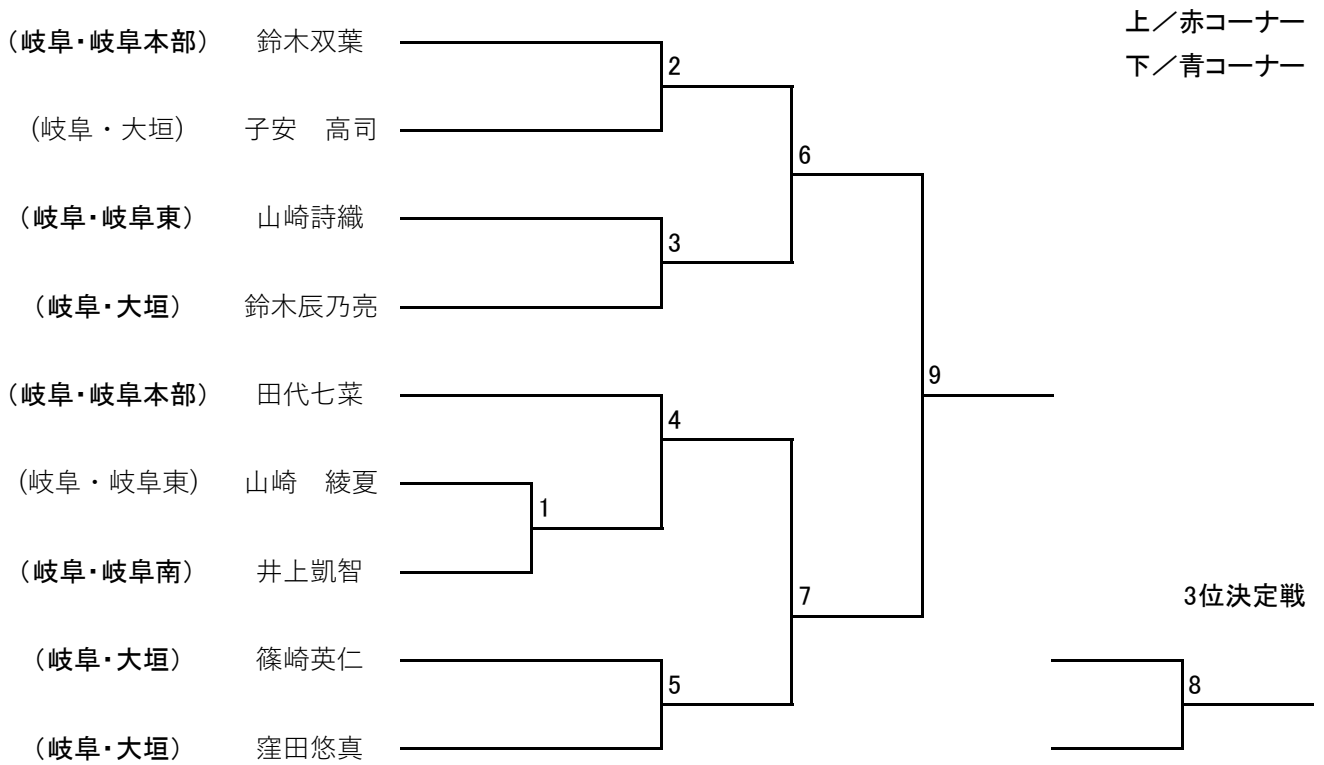 上／赤コーナー
（岐阜・岐阜本部） 鈴木双葉
2
下／青コーナー
（岐阜・大垣） 子安　高司
6
（岐阜・岐阜東） 山崎詩織
3
（岐阜・大垣） 鈴木辰乃亮
9
（岐阜・岐阜本部） 田代七菜
4
（岐阜・岐阜東） 山崎　綾夏
1
（岐阜・岐阜南） 井上凱智
7
3位決定戦
（岐阜・大垣） 篠崎英仁
5
8
（岐阜・大垣） 窪田悠真